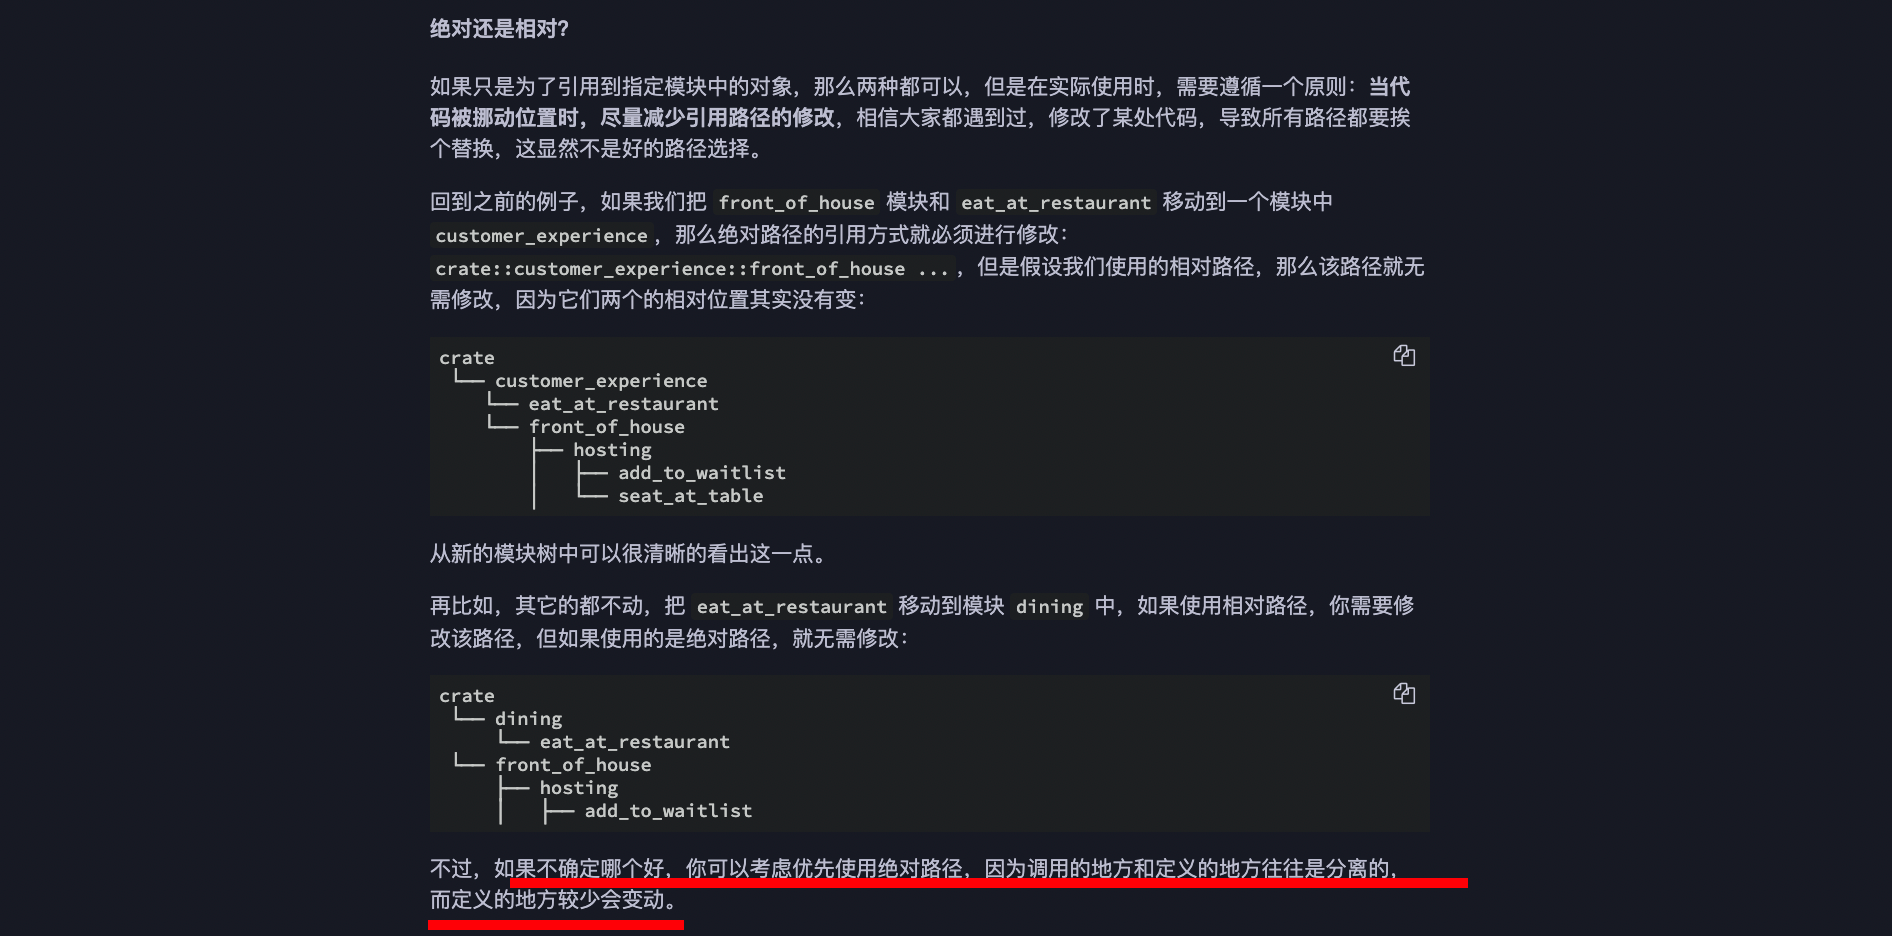 绝对还是相对?
如果只是为了引用到指定模块中的对象，那么两种都可以，但是在实际使用时，需要遵循一个原则：当代
码被挪动位置时，尽量减少引用路径的修改，相信大家都遇到过，修改了某处代码，导致所有路径都要挨
个替换，这显然不是好的路径选择。
回到之前的例子，如果我们把 front_of_house 模块和 eat_at_restaurant 移动到一个模块中
customer_experience，那么绝对路径的引用方式就必须进行修改：
crate::customer_experience::front_of_house ...，但是假设我们使用的相对路径，那么该路径就无
需修改，因为它们两个的相对位置其实没有变：
crate
└── customer_experience
└── eat_at_restaurant
└── front_of_house
├── hosting
│   ├── add_to_waitlist
│   └── seat_at_table
从新的模块树中可以很清晰的看出这一点。
再比如，其它的都不动，把 eat_at_restaurant 移动到模块 dining 中，如果使用相对路径，你需要修
改该路径，但如果使用的是绝对路径，就无需修改：
crate
└── dining
└── eat_at_restaurant
└── front_of_house
├── hosting
│   ├── add_to_waitlist
不过，如果不确定哪个好，你可以考虑优先使用绝对路径，因为调用的地方和定义的地方往往是分离的，
而定义的地方较少会变动。